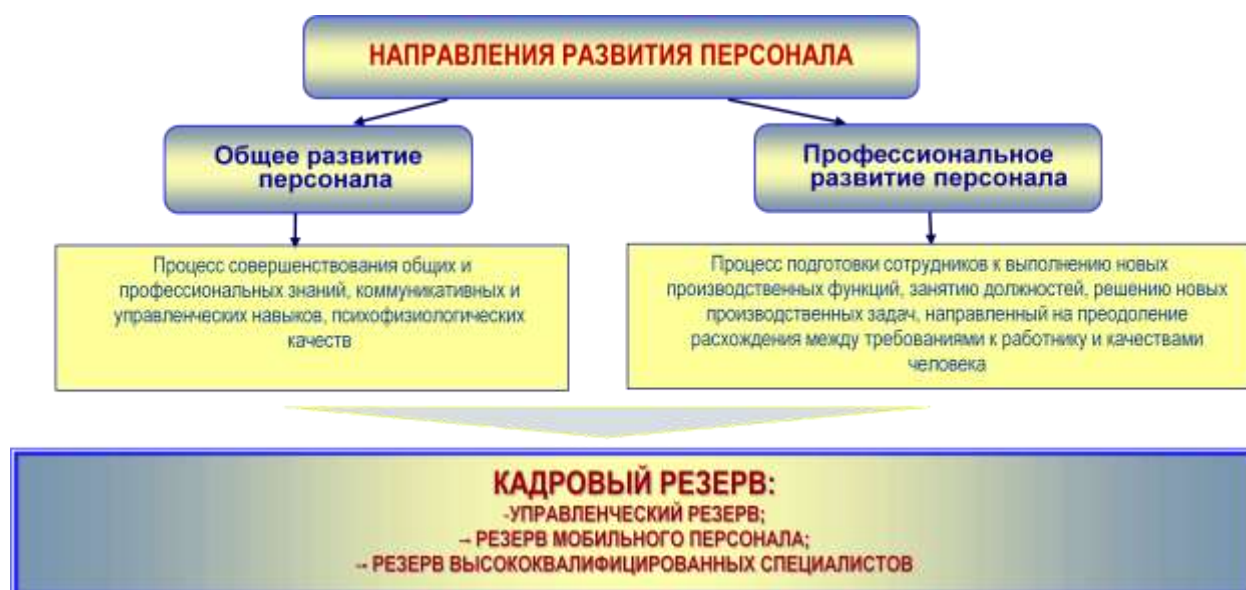 НАПРАВЛЕНИЯ РАЗВИТИЯ ПЕРСОНАЛА
Общее развитие
персонала
Профессиональное
развитие персонала
Процесс совершенствования общих и
профессиональных знаний, коммуникативных и
управленческих навыков, психофизиологических
качеств
Процесс подготовки сотрудников к выполнению новых
производственных функций, занятию должностей, решению новых
производственных задач, направленный на преодоление
расхождения между требованиями к работнику и качествами
человека
КАДРОВЫЙ РЕЗЕРВ:
-УПРАВЛЕНЧЕСКИЙ РЕЗЕРВ;
– РЕЗЕРВ МОБИЛЬНОГО ПЕРСОНАЛА;
– РЕЗЕРВ ВЫСОКОКВАЛИФИЦИРОВАННЫХ СПЕЦИАЛИСТОВ